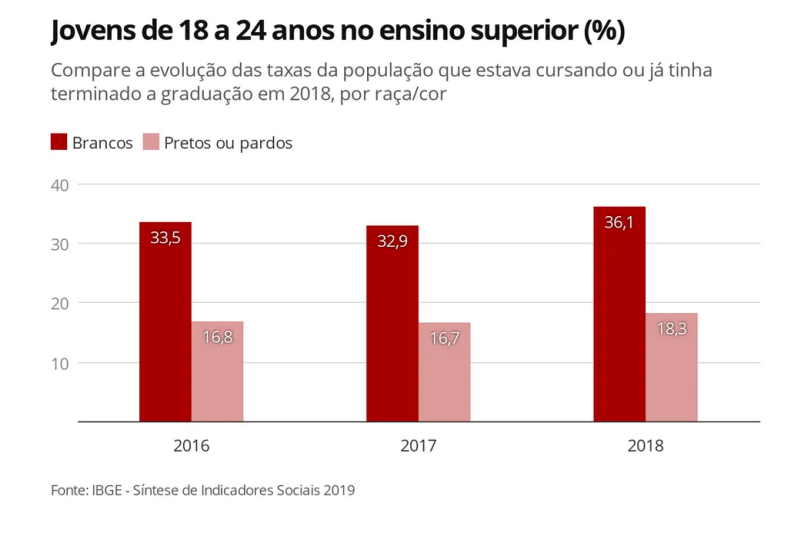 Jovens de 18 a 24 anos no ensino superior (%)
Compare a evolução das taxas da população que estava cursando ou já tinha
terminado a graduação em 2018, por raça/cor
Brancos Pretos ou pardos
40
30
20
10
33,5 16,8 32,9 16,7 36,1 18,3
2016 2017 2018
Fonte: IBGE - Síntese de Indicadores Sociais 2019